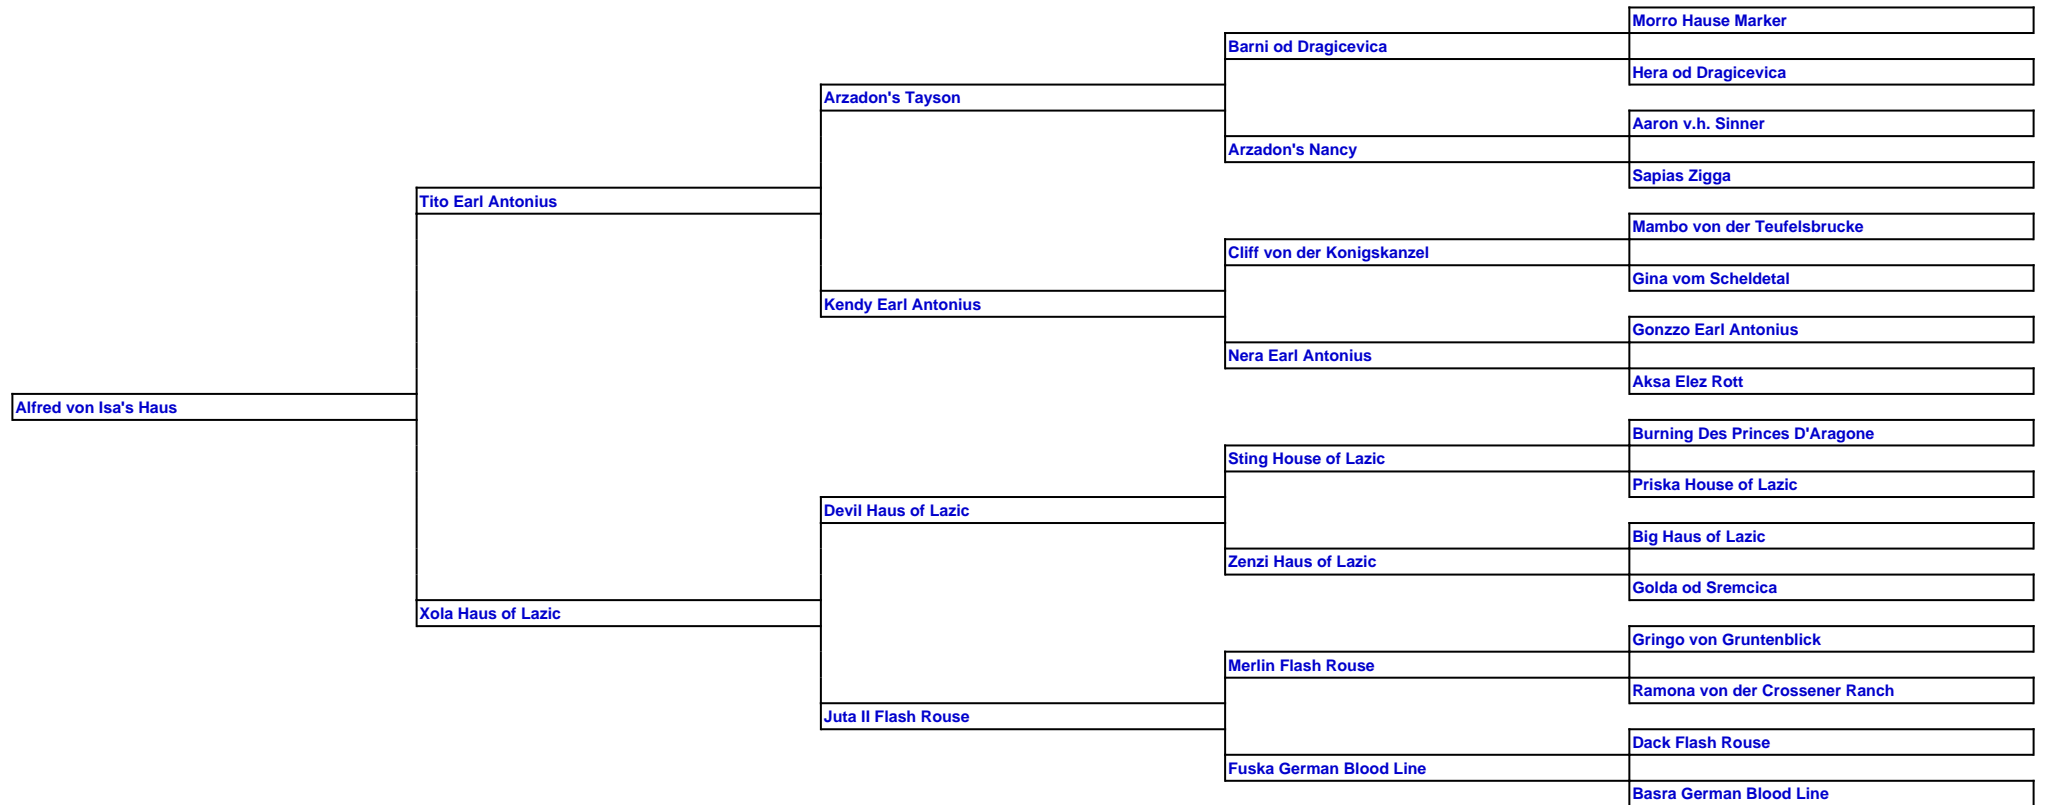 Morro Hause Marker
Barni od Dragicevica
Hera od Dragicevica
Arzadon's Tayson
Aaron v.h. Sinner
Arzadon's Nancy
Sapias Zigga
Tito Earl Antonius
Mambo von der Teufelsbrucke
Cliff von der Konigskanzel
Gina vom Scheldetal
Kendy Earl Antonius
Gonzzo Earl Antonius
Nera Earl Antonius
Aksa Elez Rott
Alfred von Isa's Haus
Burning Des Princes D'Aragone
Sting House of Lazic
Priska House of Lazic
Devil Haus of Lazic
Big Haus of Lazic
Zenzi Haus of Lazic
Golda od Sremcica
Xola Haus of Lazic
Gringo von Gruntenblick
Merlin Flash Rouse
Ramona von der Crossener Ranch
Juta II Flash Rouse
Dack Flash Rouse
Fuska German Blood Line
Basra German Blood Line